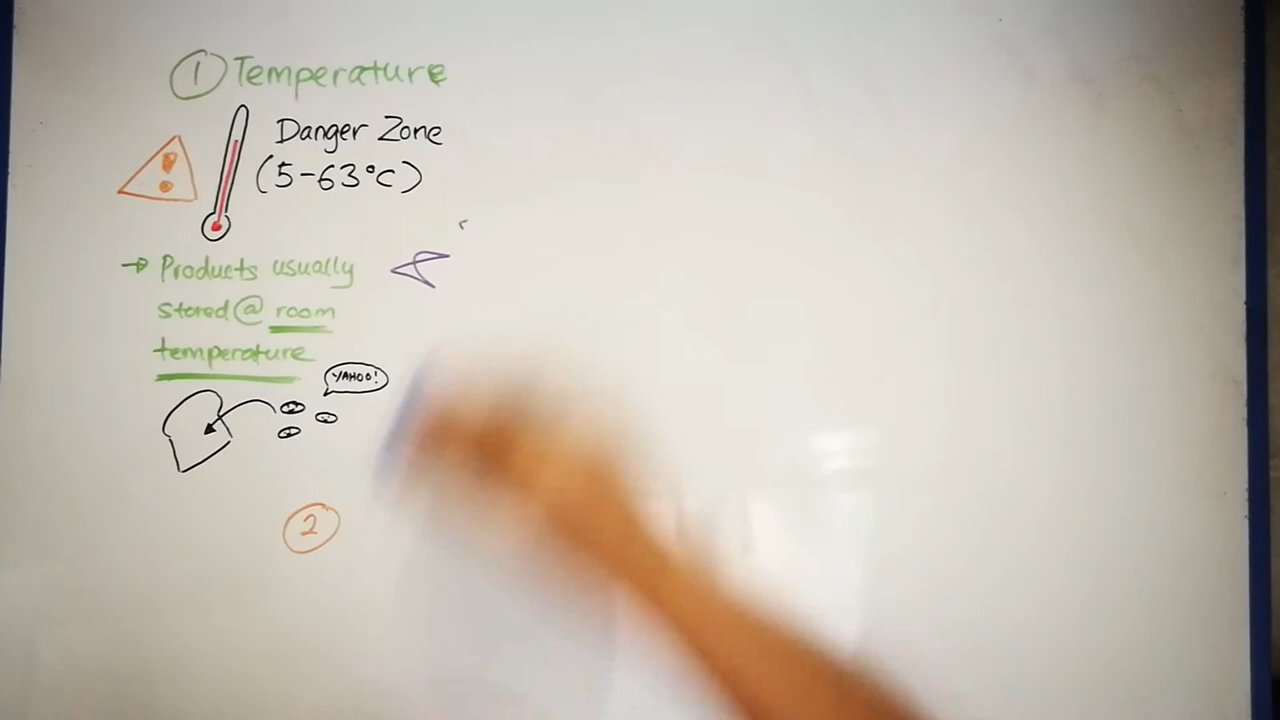 ① Temperature
Danger Zone
(5-63°C)
→ Products usually
stored @ room
temperature
YAHOO!
②